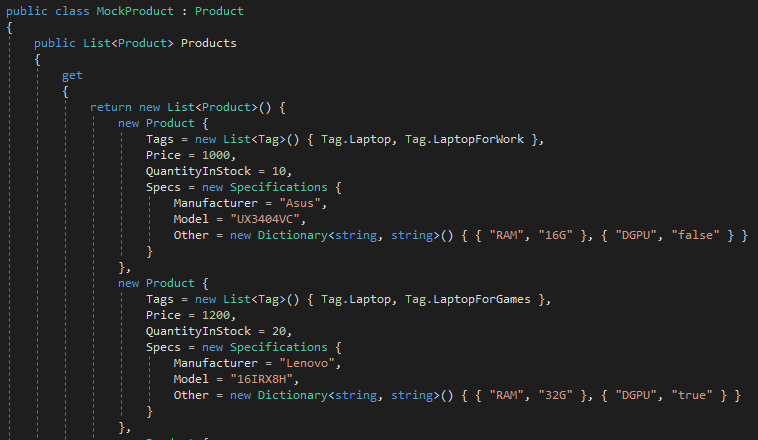 public class MockProduct : Product
{
public List<Product> Products
{
get
{
return new List<Product>() {
new Product {
Tags = new List<Tag>() { Tag.Laptop, Tag.LaptopForWork },
Price = 1000,
QuantityInStock = 10,
Specs = new Specifications {
Manufacturer = "Asus",
Model = "UX3404VC",
Other = new Dictionary<string, string>() { { "RAM", "16G" }, { "DGPU", "false" } }
}
},
new Product {
Tags = new List<Tag>() { Tag.Laptop, Tag.LaptopForGames },
Price = 1200,
QuantityInStock = 20,
Specs = new Specifications {
Manufacturer = "Lenovo",
Model = "16IRX8H",
Other = new Dictionary<string, string>() { { "RAM", "32G" }, { "DGPU", "true" } }
}
},